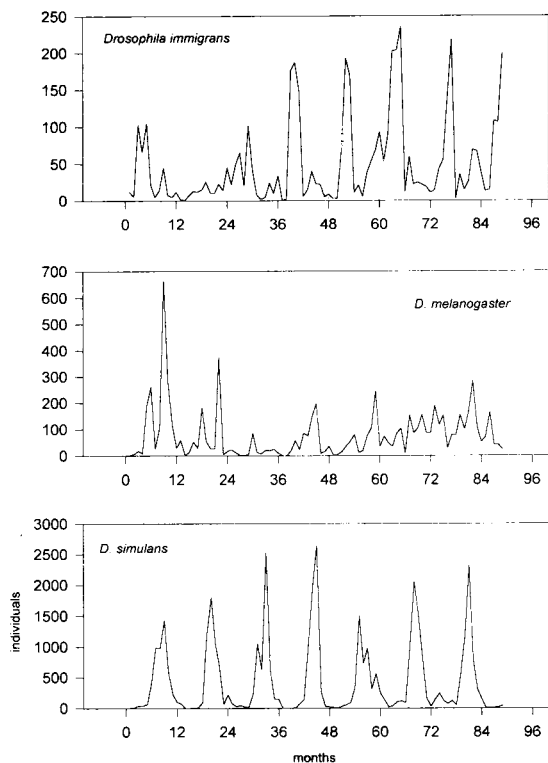 250
200
150
100
50
0
Drosophila immigrans
0 12 24 36 48 60 72 84 96
700
600
500
400
300
200
100
0
D. melanogaster
0 12 24 36 48 60 72 84 96
3000
2500
2000
1500
1000
500
0
D. simulans
individuals
0 12 24 36 48 60 72 84 96
months